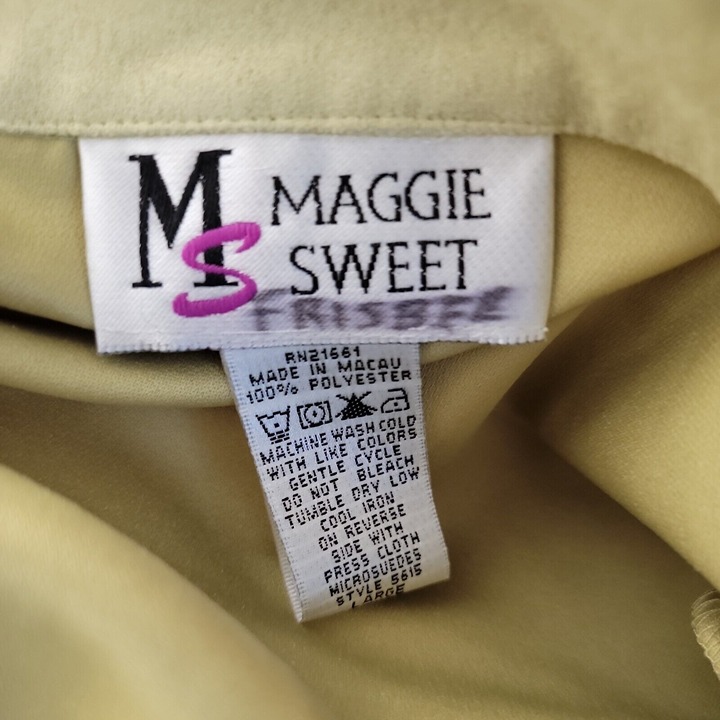 MS
MAGGIE
SWEET
FRISBEE
RN21661
MADE IN MACAU
100% POLYESTER
MACHINE WASH COLD
WITH LIKE COLORS
GENTLE CYCLE
DO NOT BLEACH
TUMBLE DRY LOW
COOL IRON
ON REVERSE
SIDE WITH
PRESS CLOTH
MICROSUEDES
STYLE 5615
LARGE